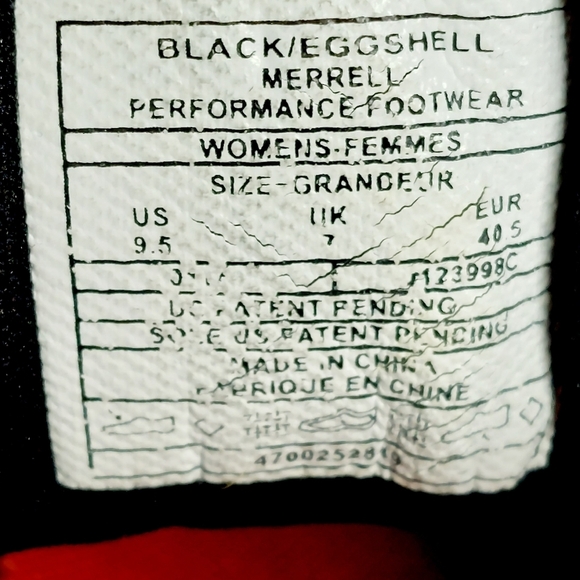 BLACK/EGGSHELL
MERRELL
PERFORMANCE FOOTWEAR
WOMENS-FEMMES
SIZE-GRANDEUR
US UK EUR
9.5 7 40.5
J123998C
PATENT PENDING
SOLE US PATENT PENDING
MADE IN CHINA
FABRIQUE EN CHINE